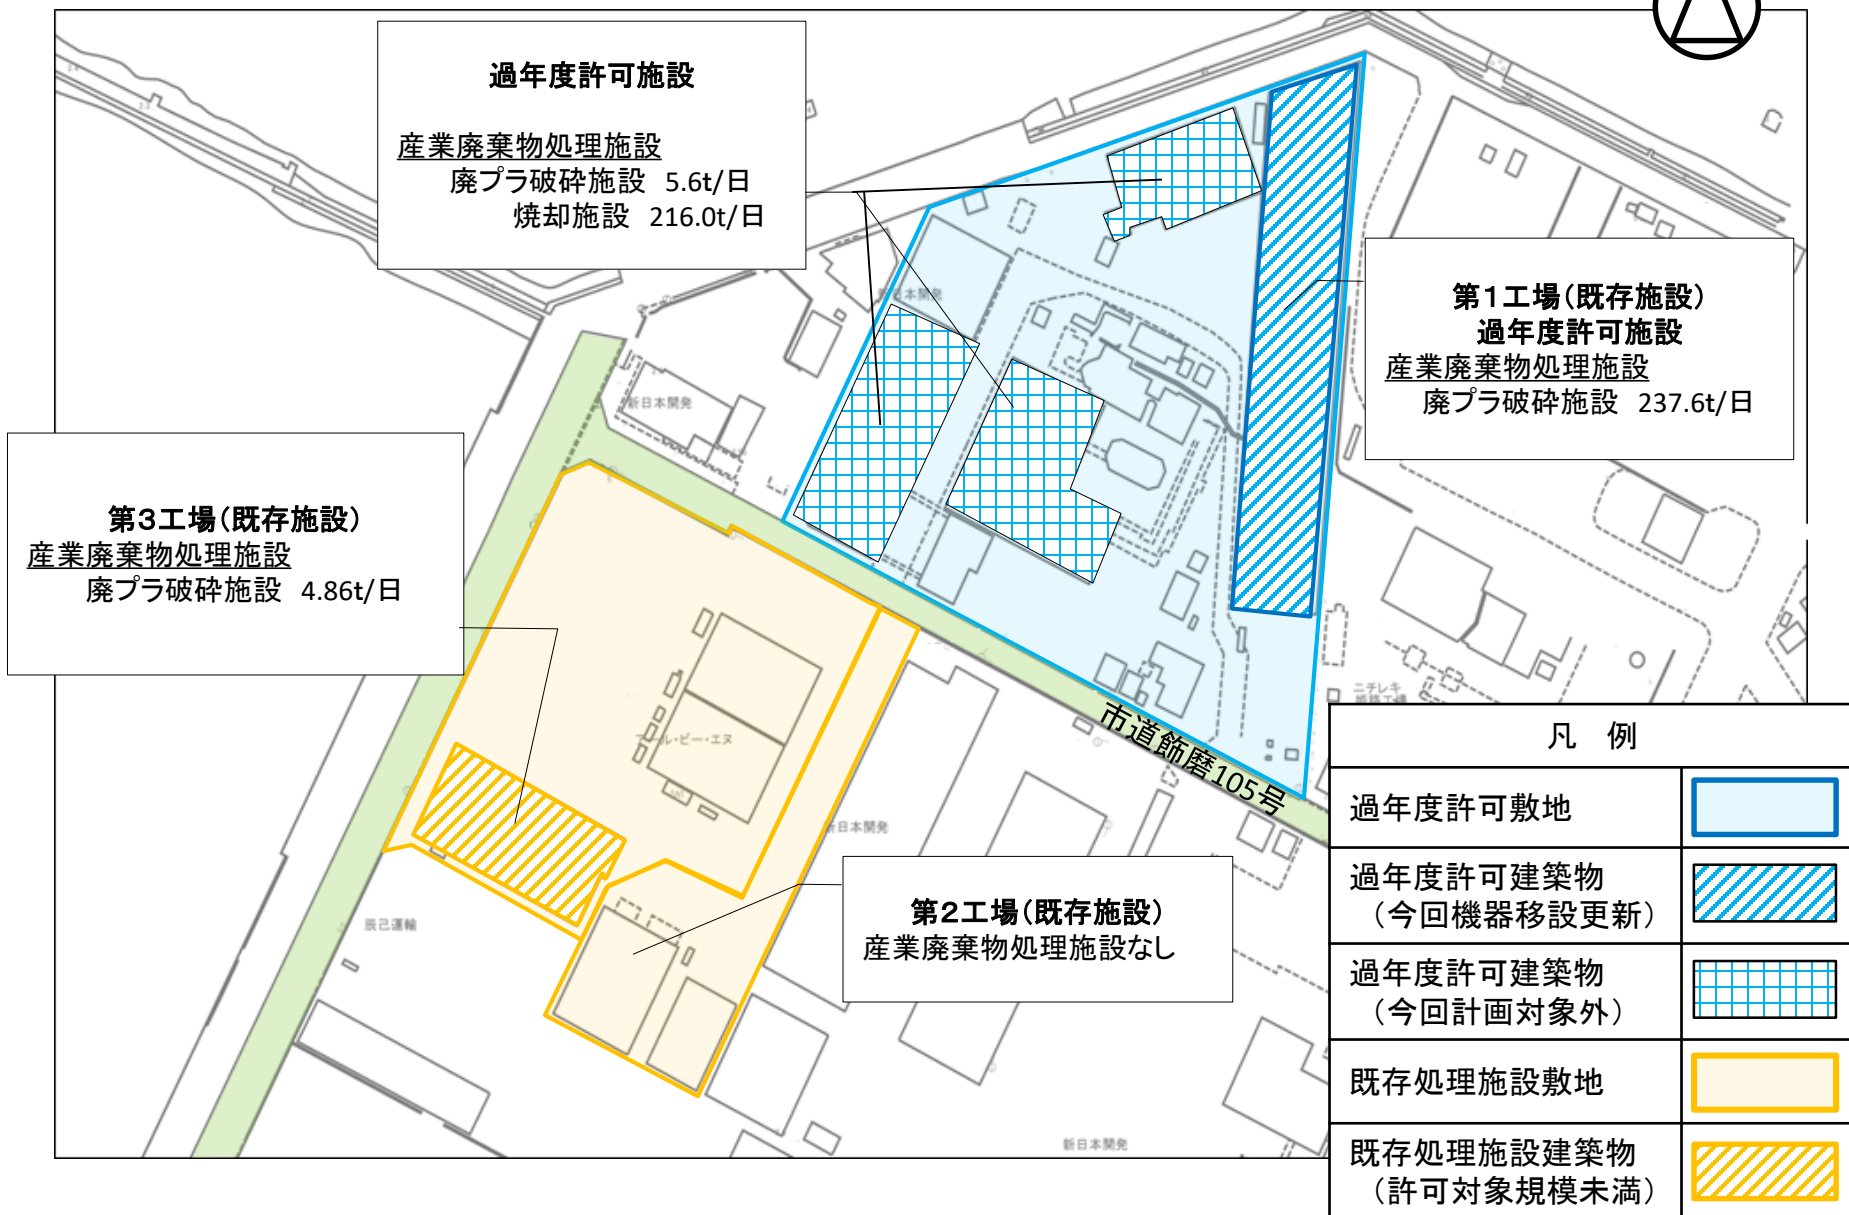 過年度許可施設
産業廃棄物処理施設
廃プラ破砕施設 5.6t/日
焼却施設 216.0t/日
第1工場(既存施設)
過年度許可施設
産業廃棄物処理施設
廃プラ破砕施設 237.6t/日
第3工場(既存施設)
産業廃棄物処理施設
廃プラ破砕施設 4.86t/日
第2工場(既存施設)
産業廃棄物処理施設なし
市道飾磨105号
新日本開発
新日本開発
新日本開発
新日本開発
辰己運輸
ニチレキ
凡 例
過年度許可敷地
過年度許可建築物
(今回機器移設更新)
過年度許可建築物
(今回計画対象外)
既存処理施設敷地
既存処理施設建築物
(許可対象規模未満)